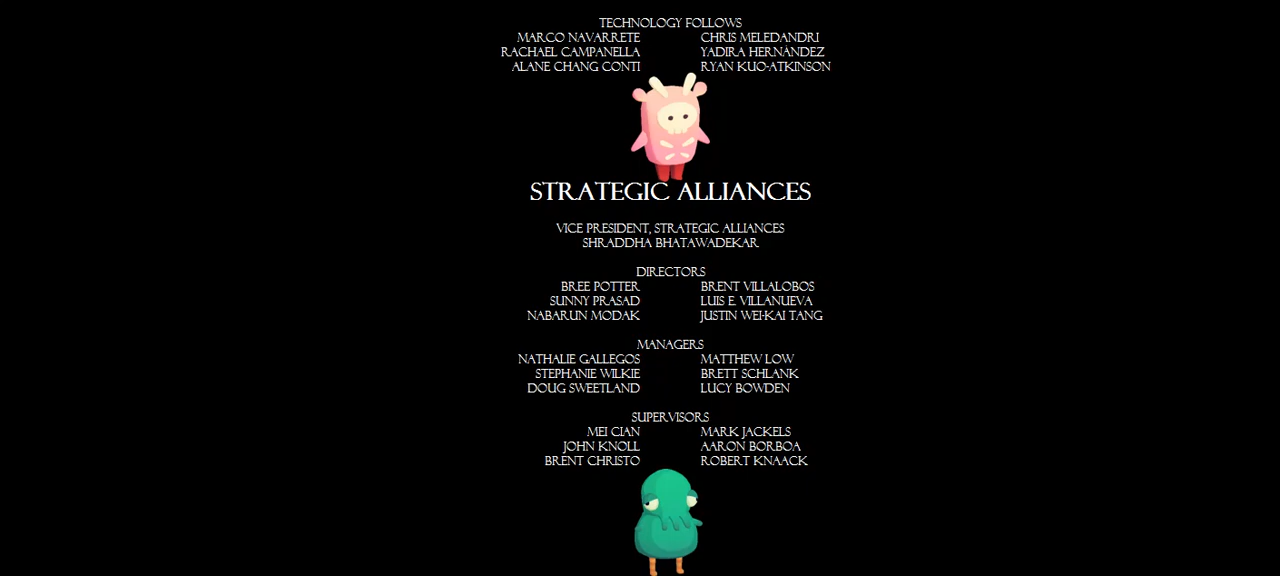 TECHNOLOGY FOLLOWS
MARCO NAVARRETE CHRIS MELEDANDRI
RACHAEL CAMPANELLA YADIRA HERNÁNDEZ
ALANE CHANG CONTI RYAN KUO-ATKINSON
STRATEGIC ALLIANCES
VICE PRESIDENT, STRATEGIC ALLIANCES
SHRADDHA BHATAWADEKAR
DIRECTORS
BREE POTTER BRENT VILLALOBOS
SUNNY PRASAD LUIS E. VILLANUEVA
NABARUN MODAK JUSTIN WEI-KAI TANG
MANAGERS
NATHALIE GALLEGOS MATTHEW LOW
STEPHANIE WILKIE BRETT SCHLANK
DOUG SWEETLAND LUCY BOWDEN
SUPERVISORS
MEI CIAN MARK JACKELS
JOHN KNOLL AARON BORBOA
BRENT CHRISTO ROBERT KNAACK